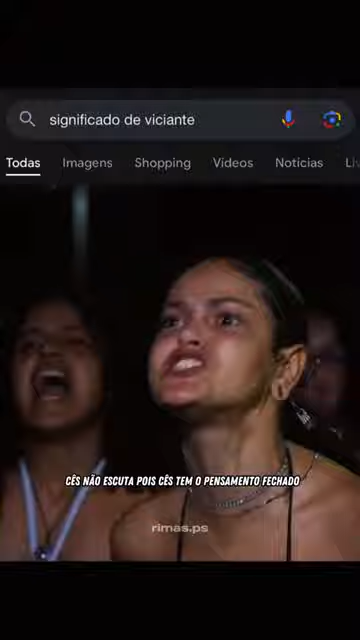 significado de viciante
Todas Imagens Shopping Vídeos Notícias
CÊS NÃO ESCUTA POIS CÊS TEM O PENSAMENTO FECHADO
rimas.ps